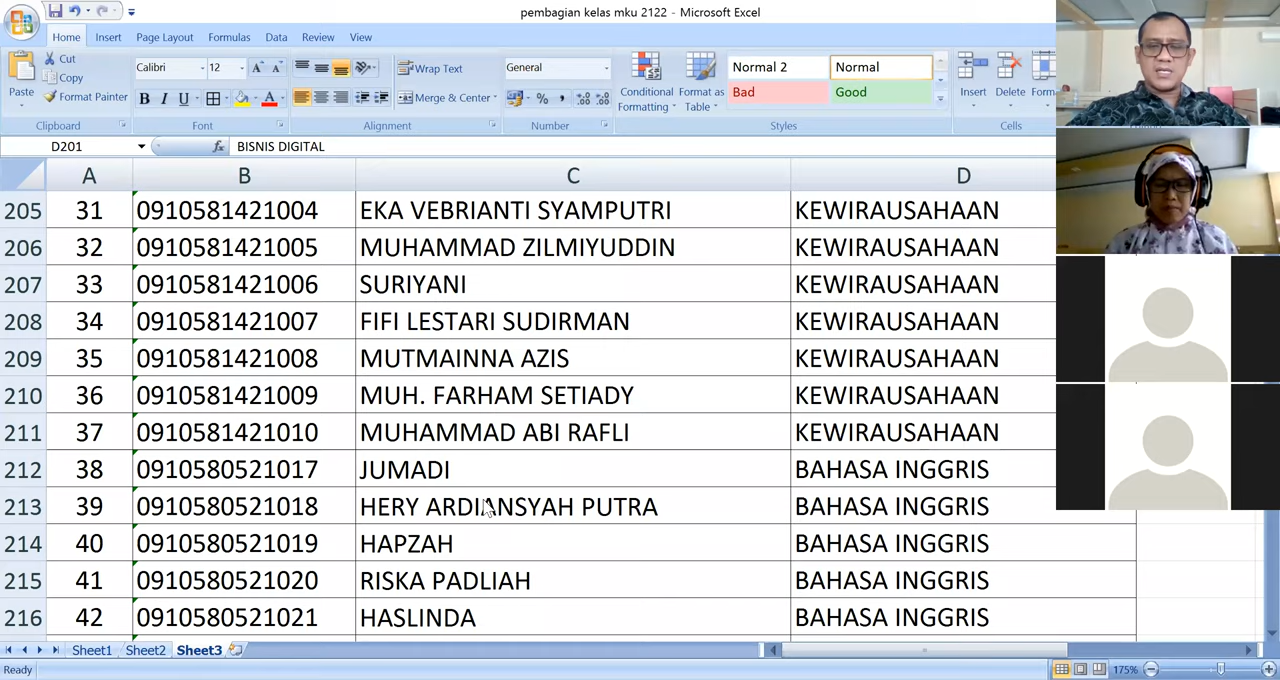 pembagian kelas mku 2122 - Microsoft Excel
Home Insert Page Layout Formulas Data Review View
Cut
Copy
Format Painter
Paste
Clipboard
Calibri 12
B I U
Font
Wrap Text
Merge & Center
Alignment
General
Number
Conditional Formatting
Format as Table
Normal 2 Normal
Bad Good
Styles
Insert Delete Form
Cells
D201 fx BISNIS DIGITAL
A B C D
205 31 0910581421004 EKA VEBRIANTI SYAMPUTRI KEWIRAUSAHAAN
206 32 0910581421005 MUHAMMAD ZILMIYUDDIN KEWIRAUSAHAAN
207 33 0910581421006 SURIYANI KEWIRAUSAHAAN
208 34 0910581421007 FIFI LESTARI SUDIRMAN KEWIRAUSAHAAN
209 35 0910581421008 MUTMAINNA AZIS KEWIRAUSAHAAN
210 36 0910581421009 MUH. FARHAM SETIADY KEWIRAUSAHAAN
211 37 0910581421010 MUHAMMAD ABI RAFLI KEWIRAUSAHAAN
212 38 0910580521017 JUMADI BAHASA INGGRIS
213 39 0910580521018 HERY ARDIANSYAH PUTRA BAHASA INGGRIS
214 40 0910580521019 HAPZAH BAHASA INGGRIS
215 41 0910580521020 RISKA PADLIAH BAHASA INGGRIS
216 42 0910580521021 HASLINDA BAHASA INGGRIS
Sheet1 Sheet2 Sheet3
Ready 175%